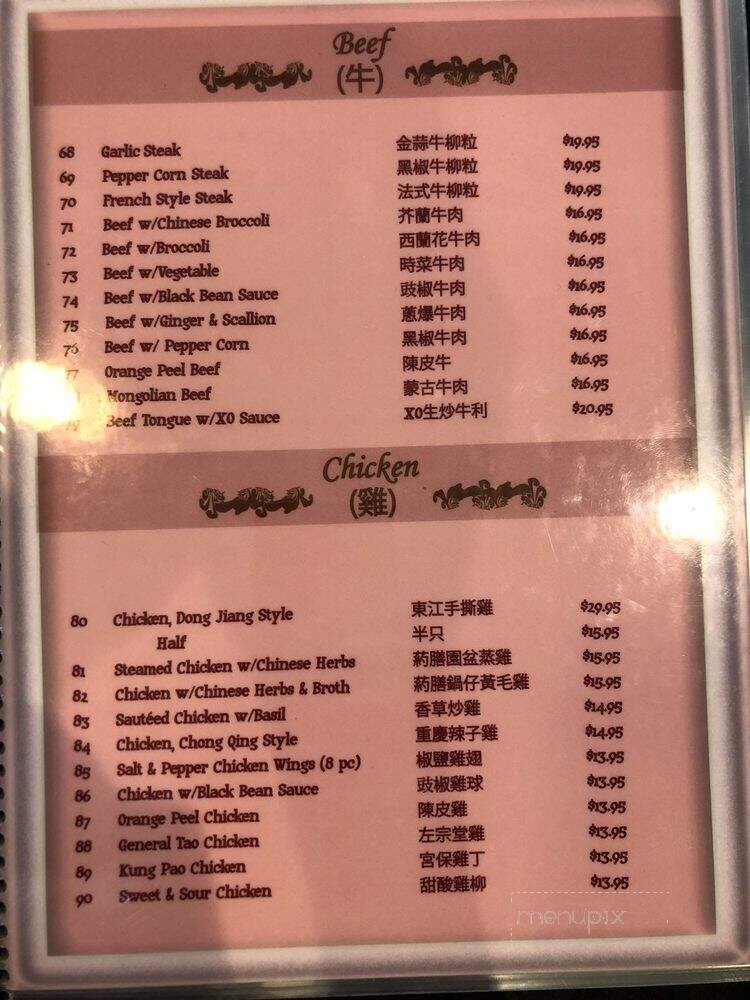 Beef
(牛)
68 Garlic Steak 金蒜牛柳粒 $19.95
69 Pepper Corn Steak 黑椒牛柳粒 $19.95
70 French Style Steak 法式牛柳粒 $19.95
71 Beef w/Chinese Broccoli 芥蘭牛肉 $16.95
72 Beef w/Broccoli 西蘭花牛肉 $16.95
73 Beef w/Vegetable 時菜牛肉 $16.95
74 Beef w/Black Bean Sauce 豉椒牛肉 $16.95
75 Beef w/Ginger & Scallion 蔥爆牛肉 $16.95
76 Beef w/ Pepper Corn 黑椒牛肉 $16.95
77 Orange Peel Beef 陳皮牛 $16.95
Mongolian Beef 蒙古牛肉 $16.95
79 Beef Tongue w/XO Sauce XO生炒牛利 $20.95
Chicken
(雞)
80 Chicken, Dong Jiang Style 東江手撕雞 $29.95
Half 半只 $15.95
81 Steamed Chicken w/Chinese Herbs 葯膳園盆蒸雞 $15.95
82 Chicken w/Chinese Herbs & Broth 葯膳鍋仔黃毛雞 $15.95
83 Sautéed Chicken w/Basil 香草炒雞 $14.95
84 Chicken, Chong Qing Style 重慶辣子雞 $14.95
85 Salt & Pepper Chicken Wings (8 pc) 椒鹽雞翅 $13.95
86 Chicken w/Black Bean Sauce 豉椒雞球 $13.95
87 Orange Peel Chicken 陳皮雞 $13.95
88 General Tao Chicken 左宗堂雞 $13.95
89 Kung Pao Chicken 宮保雞丁 $13.95
90 Sweet & Sour Chicken 甜酸雞柳 $13.95
menupix